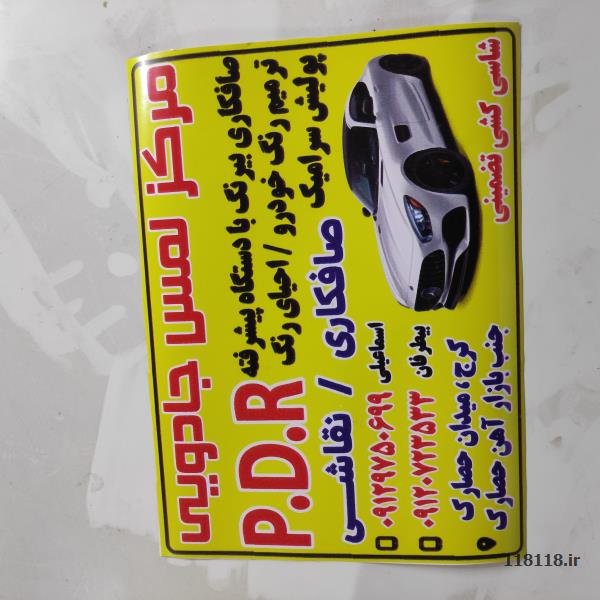 مرکز لمس جادویی
P.D.R
صافکاری بیرنگ با دستگاه پیشرفته
ترمیم رنگ خودرو / احیای رنگ
پولیش سرامیک
صافکاری / نقاشی
شاسی کشی تضمینی
۰۹۱۲۹۷۵۰۶۹۹ اسماعیلی
۰۹۱۲۰۷۲۳۵۳۳ بیطرفان
کرج، میدان حصارک
جنب بازار آهن حصارک
118118.ir